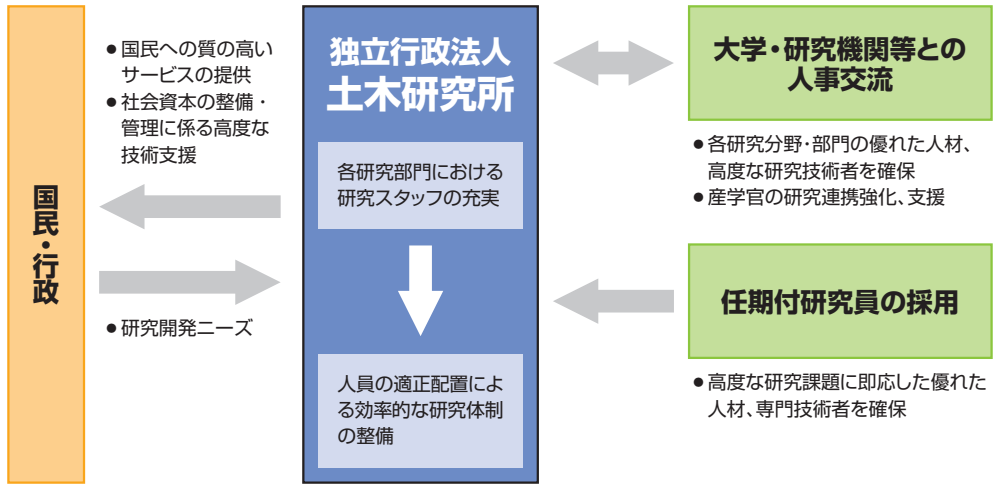 国民・行政
●国民への質の高い
サービスの提供
●社会資本の整備・
管理に係る高度な
技術支援
●研究開発ニーズ
独立行政法人
土木研究所
各研究部門における
研究スタッフの充実
人員の適正配置によ
る効率的な研究体制
の整備
大学・研究機関等との
人事交流
●各研究分野・部門の優れた人材、
高度な研究技術者を確保
●産学官の研究連携強化、支援
任期付研究員の採用
●高度な研究課題に即応した優れた
人材、専門技術者を確保